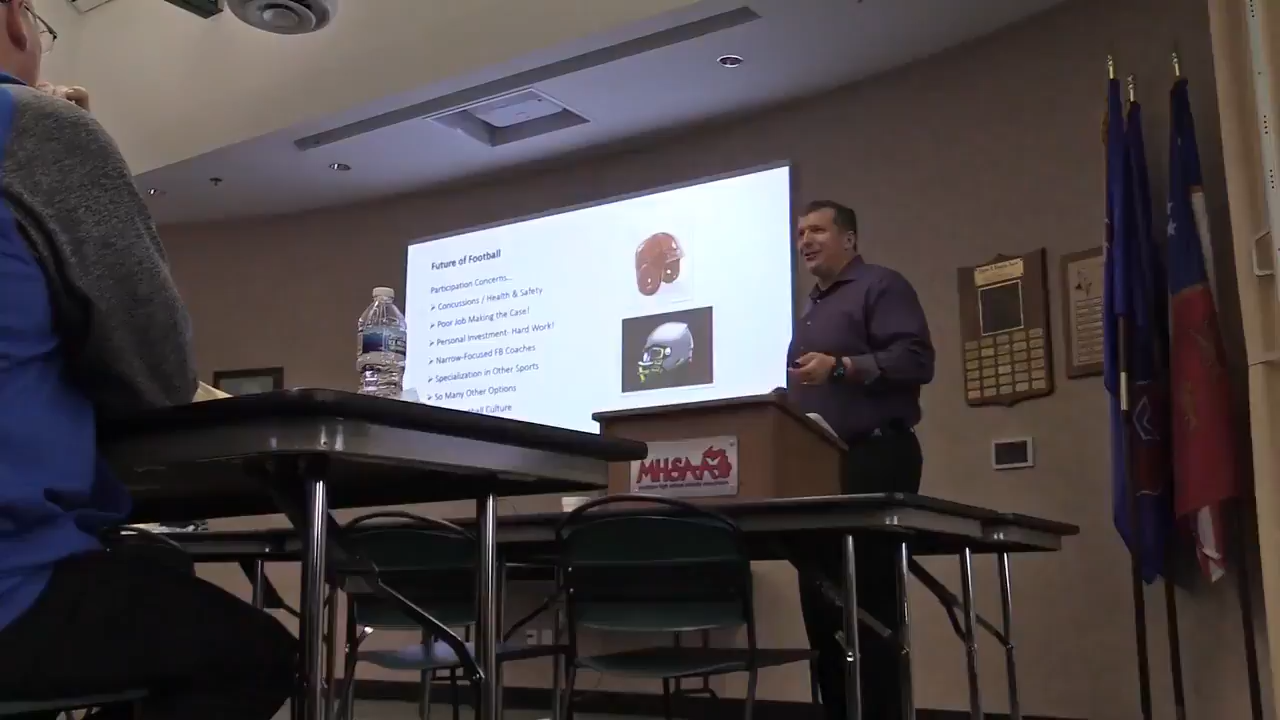 Future of Football
Participation Concerns...
➢ Concussions / Health & Safety
➢ Poor Job Making the Case!
➢ Personal Investment- Hard Work!
➢ Narrow-Focused FB Coaches
➢ Specialization in Other Sports
➢ So Many Other Options
Culture
MHSAA